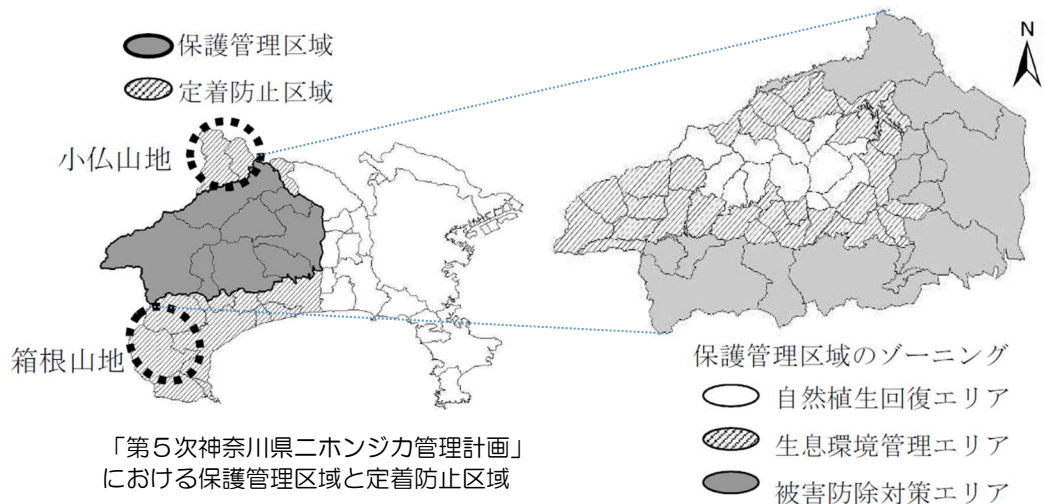 保護管理区域
定着防止区域
小仏山地
箱根山地
「第５次神奈川県ニホンジカ管理計画」
における保護管理区域と定着防止区域
N
保護管理区域のゾーニング
自然植生回復エリア
生息環境管理エリア
被害防除対策エリア